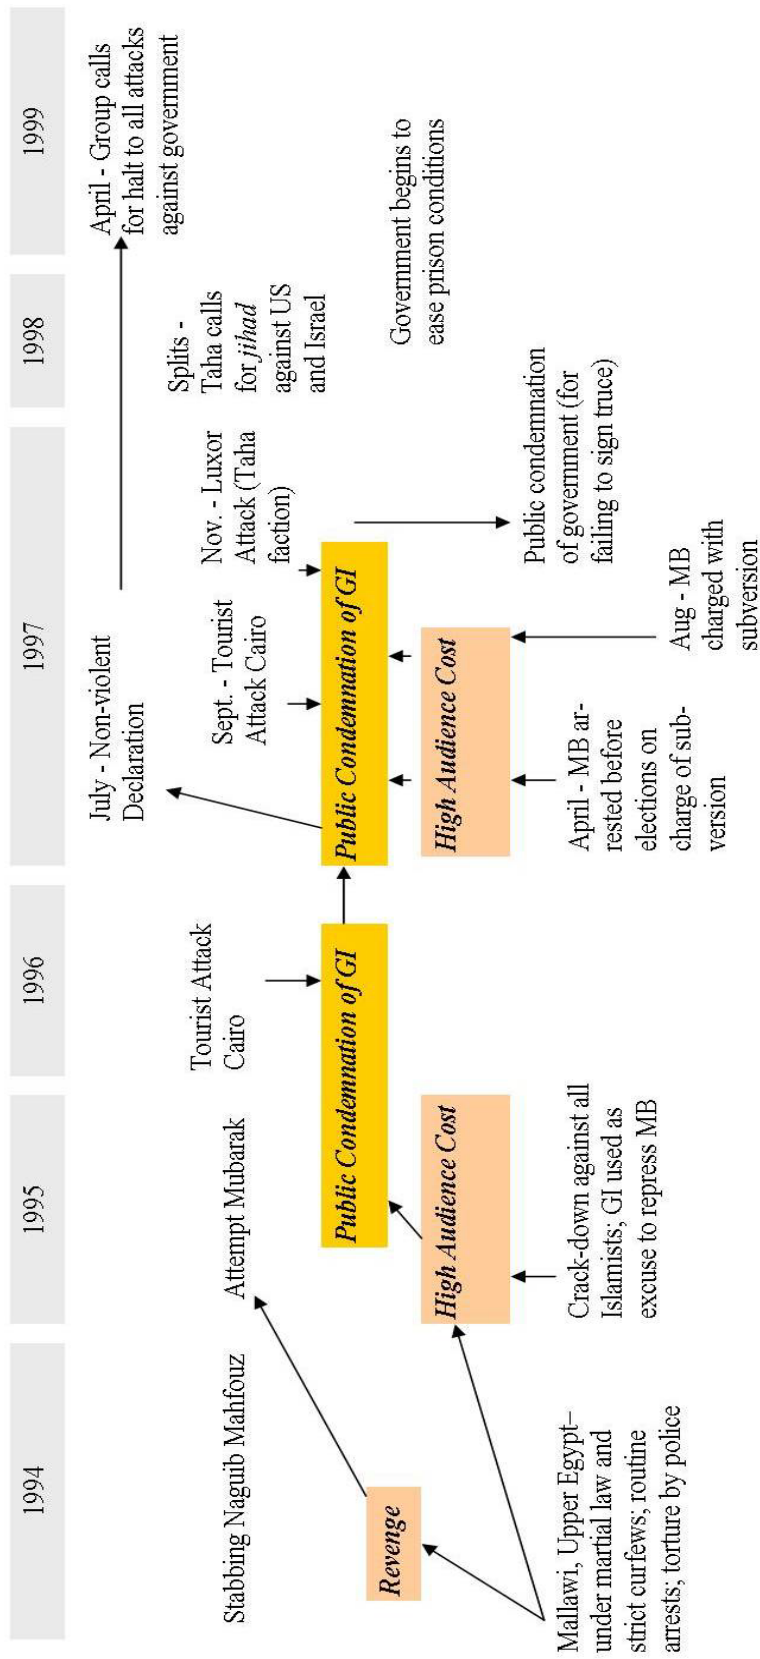 1994
1995
1996
1997
1998
1999
July - Non-violent
Declaration
April - Group calls
for halt to all attacks
against government
Stabbing Naguib Mahfouz
Attempt Mubarak
Tourist Attack
Cairo
Sept. - Tourist
Attack Cairo
Nov. - Luxor
Attack (Taha
faction)
Splits -
Taha calls
for jihad
against US
and Israel
Public Condemnation of GI
Public Condemnation of GI
Revenge
High Audience Cost
High Audience Cost
Government begins to
ease prison conditions
Mallawi, Upper Egypt–
under martial law and
strict curfews; routine
arrests; torture by police
Crack-down against all
Islamists; GI used as
excuse to repress MB
April - MB ar-
rested before
elections on
charge of sub-
version
Aug - MB
charged with
subversion
Public condemnation
of government (for
failing to sign truce)